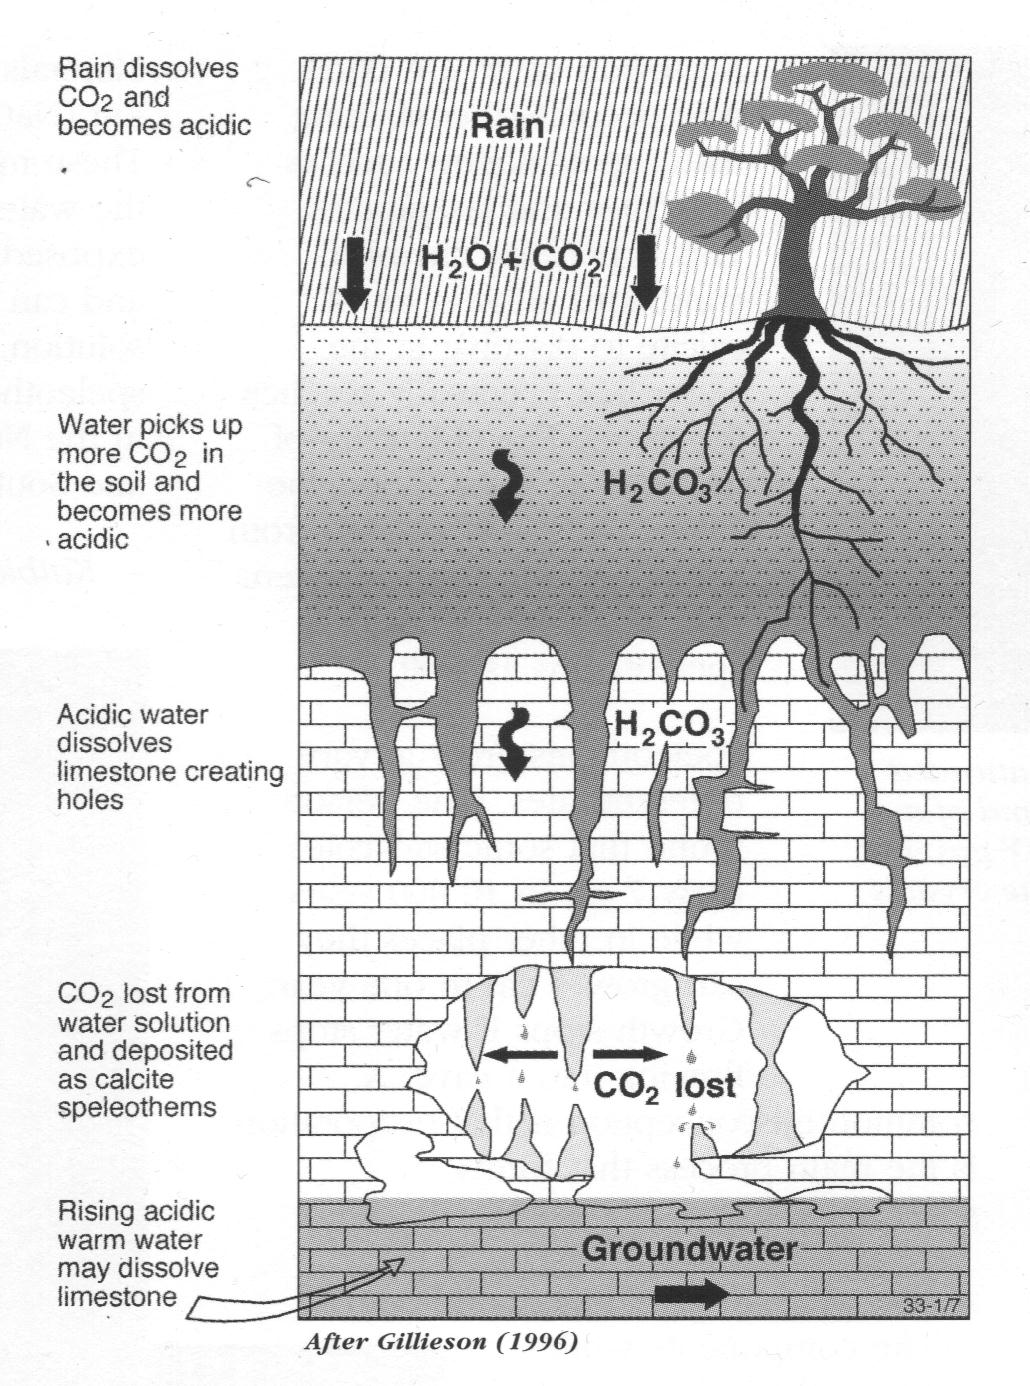 Rain dissolves
CO2 and
becomes acidic
Rain
H2O + CO2
Water picks up
more CO2 in
the soil and
becomes more
acidic
H2CO3
Acidic water
dissolves
limestone creating
holes
H2CO3
CO2 lost from
water solution
and deposited
as calcite
speleothems
CO2 lost
Rising acidic
warm water
may dissolve
limestone
Groundwater
33-1/7
After Gillieson (1996)